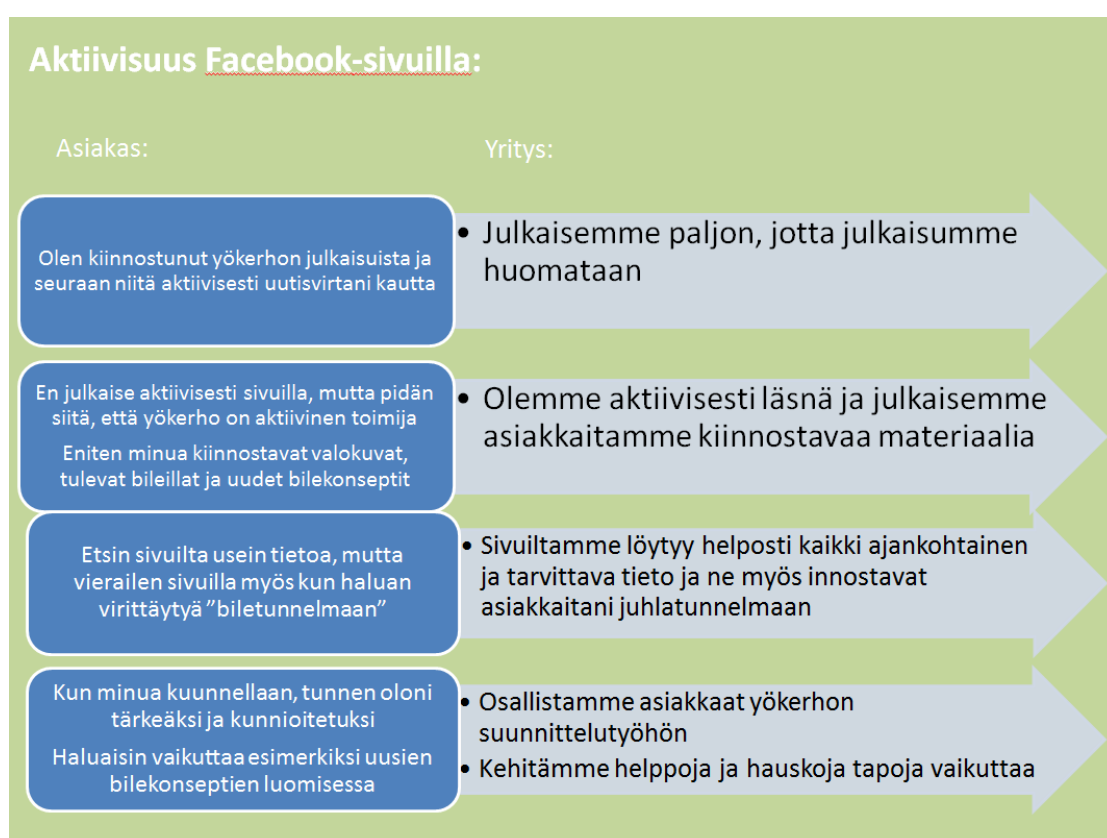 Aktiivisuus Facebook-sivuilla:
Asiakas:
Yritys:
Olen kiinnostunut yökerhon julkaisuista ja
seuraan niitä aktiivisesti uutisvirtani kautta
• Julkaisemme paljon, jotta julkaisumme
huomataan
En julkaise aktiivisesti sivuilla, mutta pidän
siitä, että yökerho on aktiivinen toimija
Eniten minua kiinnostavat valokuvat,
tulevat bileillat ja uudet bilekonseptit
• Olemme aktiivisesti läsnä ja julkaisemme
asiakkaitamme kiinnostavaa materiaalia
Etsin sivuilta usein tietoa, mutta
vierailen sivuilla myös kun haluan
virittäytyä ”biletunnelmaan”
• Sivuiltamme löytyy helposti kaikki ajankohtainen
ja tarvittava tieto ja ne myös innostavat
asiakkaitani juhlatunnelmaan
Kun minua kuunnellaan, tunnen oloni
tärkeäksi ja kunnioitetuksi
Haluaisin vaikuttaa esimerkiksi uusien
bilekonseptien luomisessa
• Osallistamme asiakkaat yökerhon
suunnittelutyöhön
• Kehitämme helppoja ja hauskoja tapoja vaikuttaa